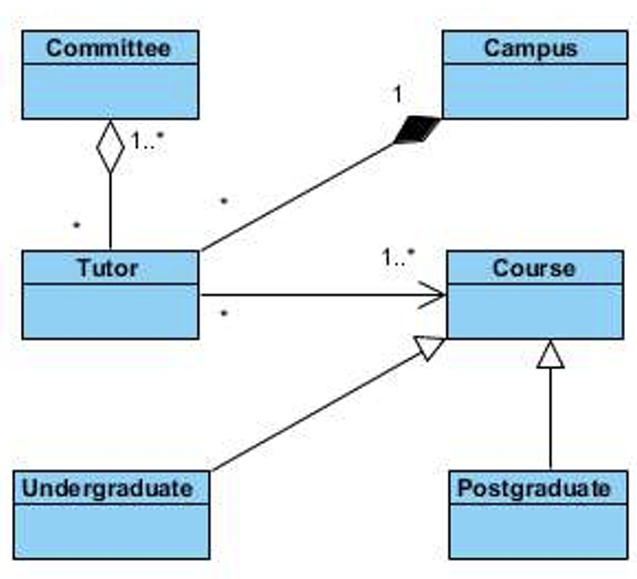 Committee
Campus
1
1..*
*
*
Tutor
1..*
Course
*
Undergraduate
Postgraduate